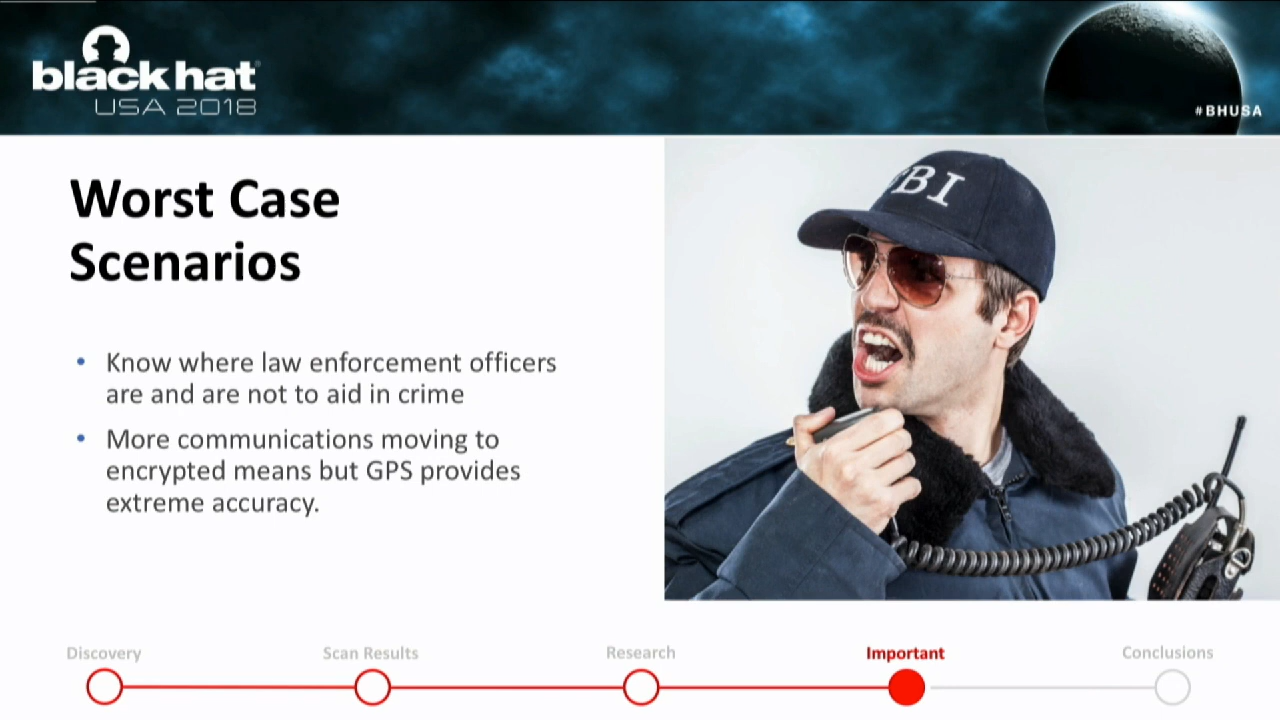 black hat
USA 2018
#BHUSA
Worst Case
Scenarios
• Know where law enforcement officers
are and are not to aid in crime
• More communications moving to
encrypted means but GPS provides
extreme accuracy.
BI
Discovery
Scan Results
Research
Important
Conclusions